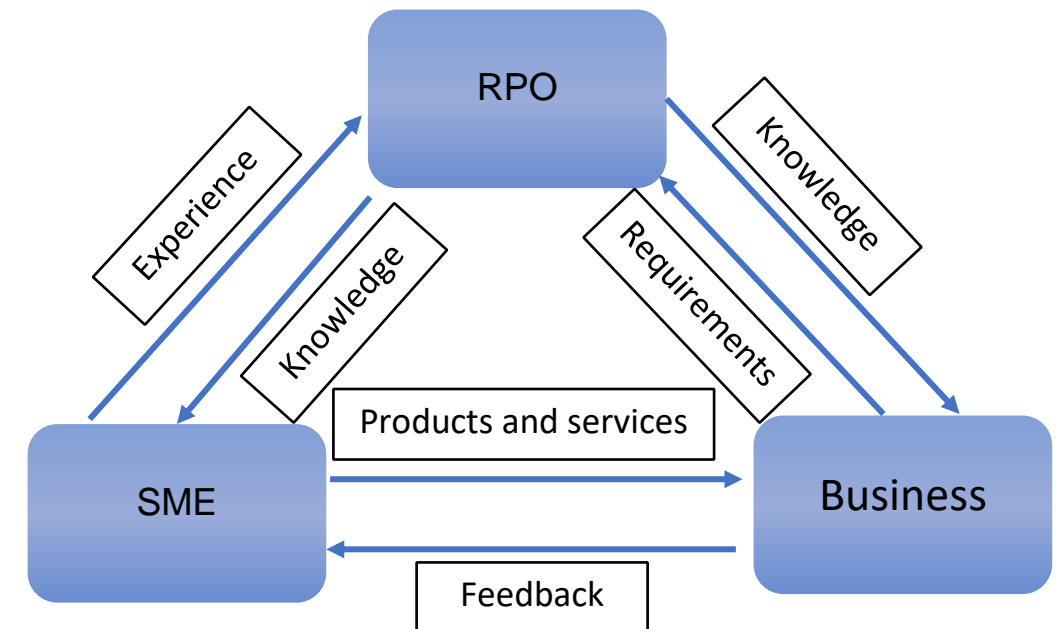 RPO
Experience
Knowledge
Knowledge
Requirements
Products and services
SME
Business
Feedback